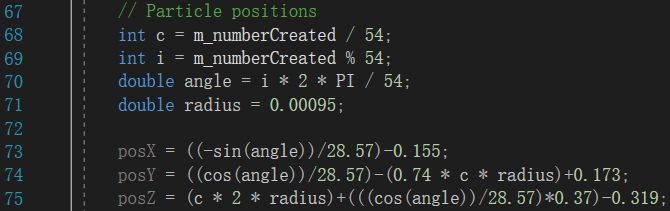 67 // Particle positions
68 int c = m_numberCreated / 54;
69 int i = m_numberCreated % 54;
70 double angle = i * 2 * PI / 54;
71 double radius = 0.00095;
72
73 posX = ((-sin(angle))/28.57)-0.155;
74 posY = ((cos(angle))/28.57)-(0.74 * c * radius)+0.173;
75 posZ = (c * 2 * radius)+(((cos(angle))/28.57)*0.37)-0.319;